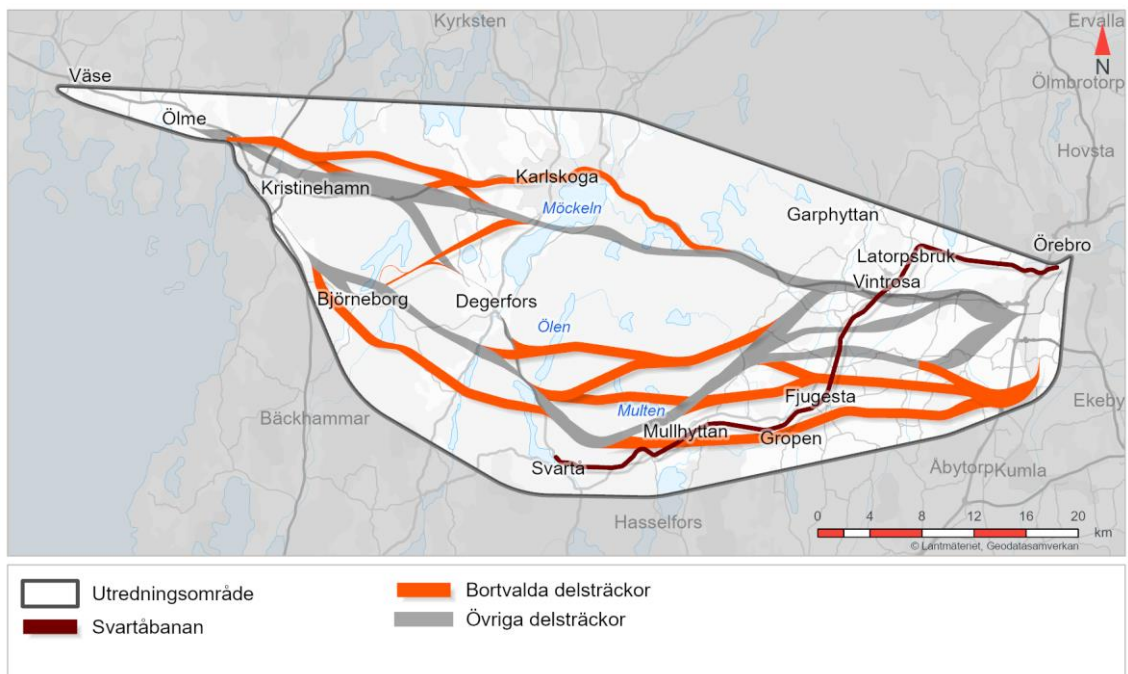 Kyrksten
Ervalla
N
Väse
Ölmbrotorp
Ölme
Hovsta
Karlskoga
Kristinehamn
Möckeln
Garphyttan
Örebro
Latorpsbruk
Vintrosa
Björneborg
Degerfors
Ölen
Fjugesta
Ekeby
Bäckhammar
Multen
Mullhyttan
Gropen
Svartå
Åbytorp
Kumla
Hasselfors
0 4 8 12 16 20
km
© Lantmäteriet, Geodatasamverkan
Utredningsområde
Bortvalda delsträckor
Svartåbanan
Övriga delsträckor